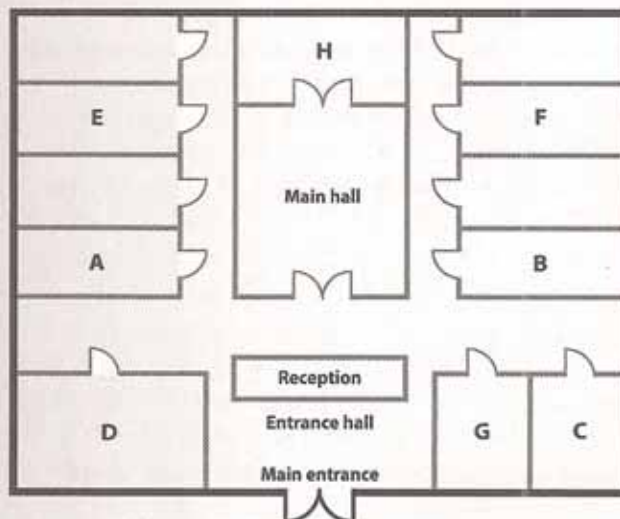 H
E
F
Main hall
A
B
Reception
D
Entrance hall
G
C
Main entrance